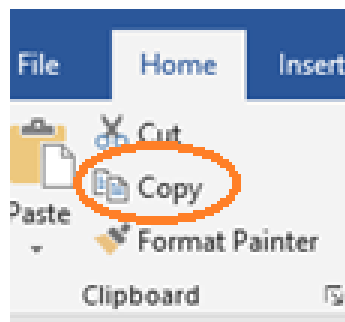 File Home Insert
Cut
Copy
Paste
Format Painter
Clipboard